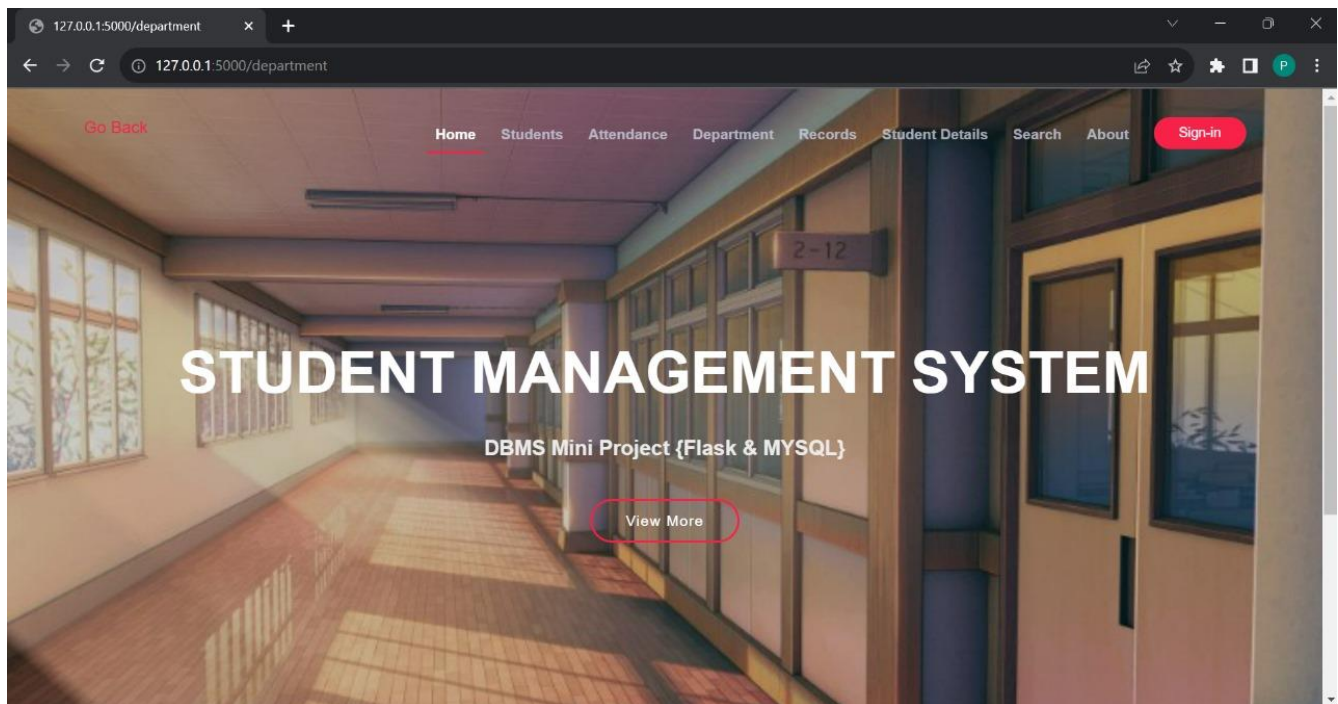 127.0.0.1:5000/department
127.0.0.1:5000/department P
Go Back Home Students Attendance Department Records Student Details Search About Sign-in
2-12
STUDENT MANAGEMENT SYSTEM
DBMS Mini Project {Flask & MYSQL}
View More